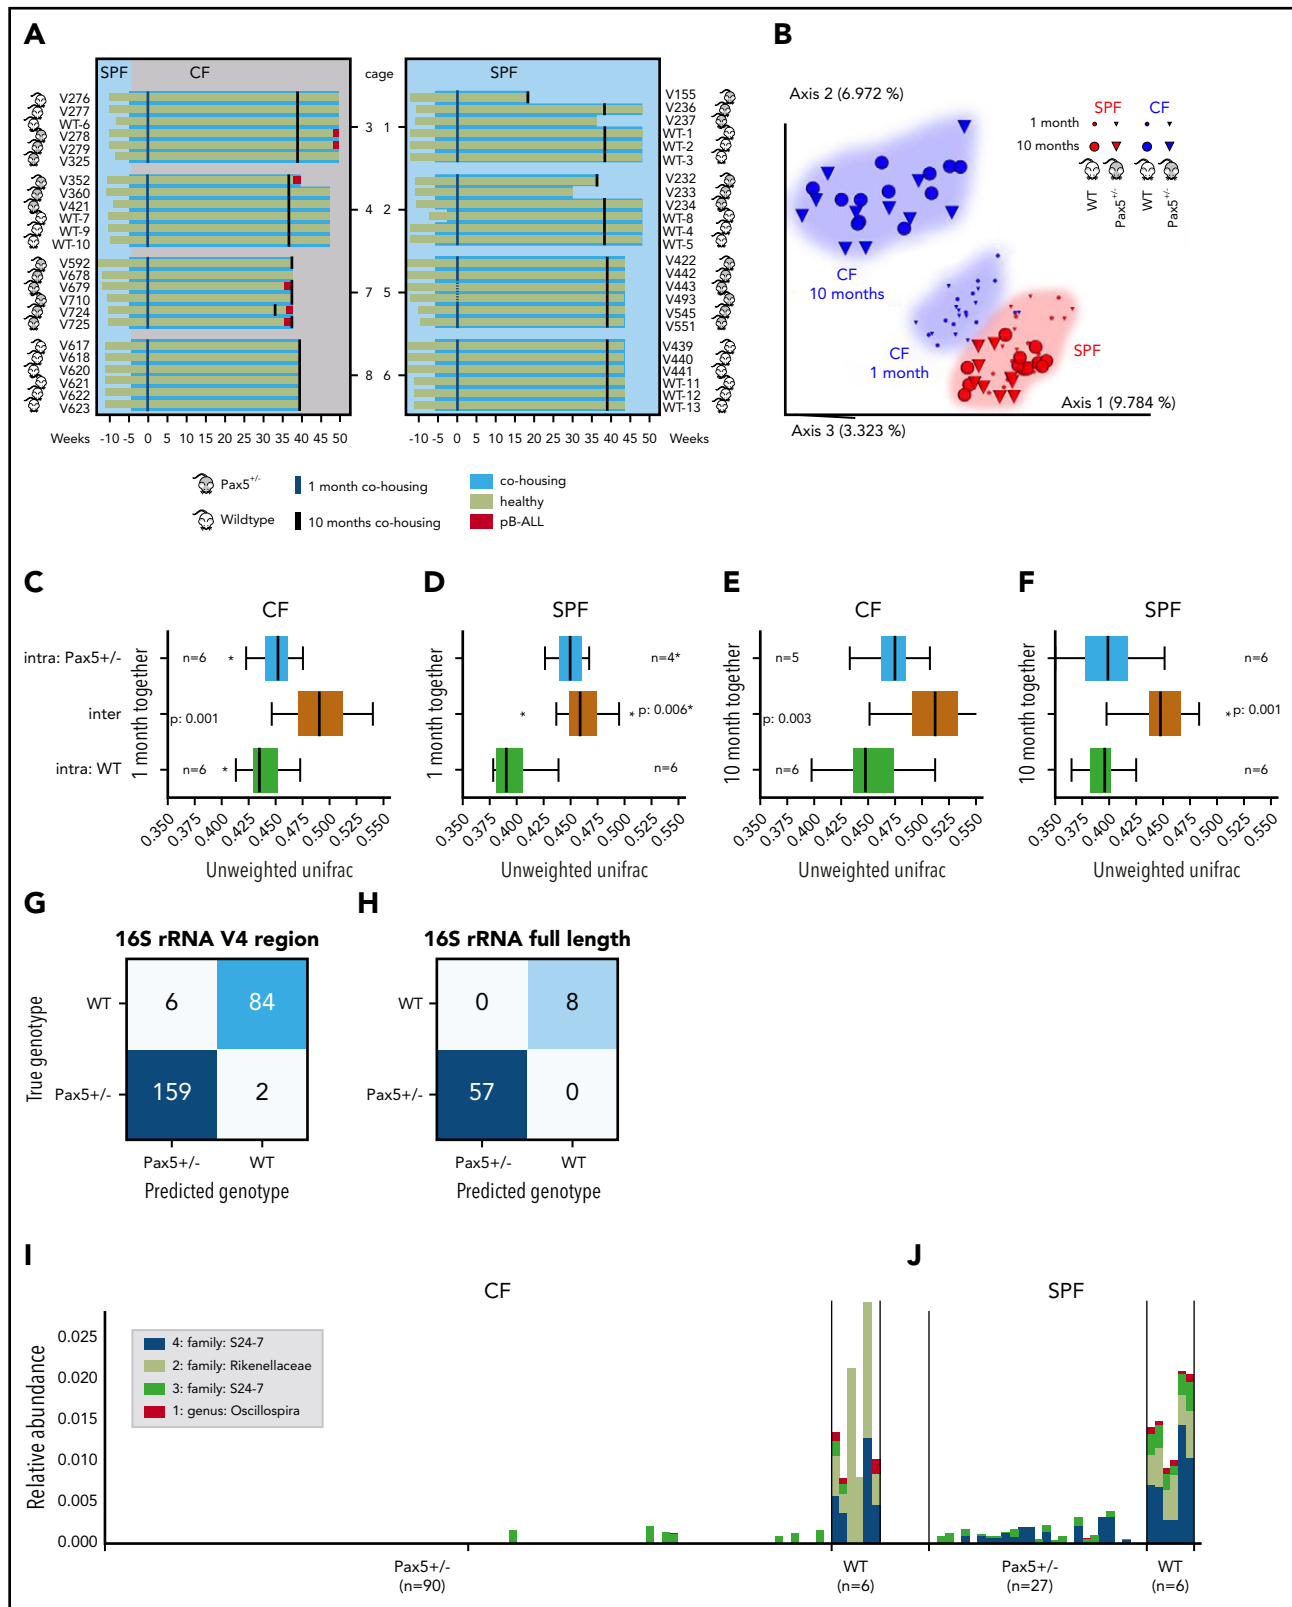 A
SPF
CF
cage
SPF
V276
V277
WT-6
V278
V279
V325
3 1
V155
V236
V237
WT-1
WT-2
WT-3
V352
V360
V421
WT-7
WT-9
WT-10
4 2
V232
V233
V234
WT-8
WT-4
WT-5
V592
V678
V679
V710
V724
V725
7 5
V422
V442
V443
V493
V545
V551
V617
V618
V620
V621
V622
V623
8 6
V439
V440
V441
WT-11
WT-12
WT-13
Weeks -10 -5 0 5 10 15 20 25 30 35 40 45 50
-10 -5 0 5 10 15 20 25 30 35 40 45 50 Weeks
Pax5+/-
Wildtype
1 month co-housing
10 months co-housing
co-housing
healthy
pB-ALL
B
Axis 2 (6.972 %)
SPF CF
1 month
10 months
WT
Pax5+/-
WT
Pax5+/-
CF
10 months
CF
1 month
SPF
Axis 1 (9.784 %)
Axis 3 (3.323 %)
C
CF
1 month together
intra: Pax5+/-
inter
intra: WT
n=6 *
p: 0.001
n=6 *
0.350 0.375 0.400 0.425 0.450 0.475 0.500 0.525 0.550
Unweighted unifrac
D
SPF
1 month together
n=4*
* * p: 0.006*
n=6
0.350 0.375 0.400 0.425 0.450 0.475 0.500 0.525 0.550
Unweighted unifrac
E
CF
10 month together
n=5
p: 0.003
n=6
0.350 0.375 0.400 0.425 0.450 0.475 0.500 0.525 0.550
Unweighted unifrac
F
SPF
10 month together
n=6
* p: 0.001
n=6
0.350 0.375 0.400 0.425 0.450 0.475 0.500 0.525 0.550
Unweighted unifrac
G
16S rRNA V4 region
True genotype
WT
6 84
Pax5+/-
159 2
Pax5+/- WT
Predicted genotype
H
16S rRNA full length
WT
0 8
Pax5+/-
57 0
Pax5+/- WT
Predicted genotype
I
CF
Relative abundance
0.025
0.020
0.015
0.010
0.005
0.000
4: family: S24-7
2: family: Rikenellaceae
3: family: S24-7
1: genus: Oscillospira
Pax5+/-
(n=90)
WT
(n=6)
J
SPF
Pax5+/-
(n=27)
WT
(n=6)